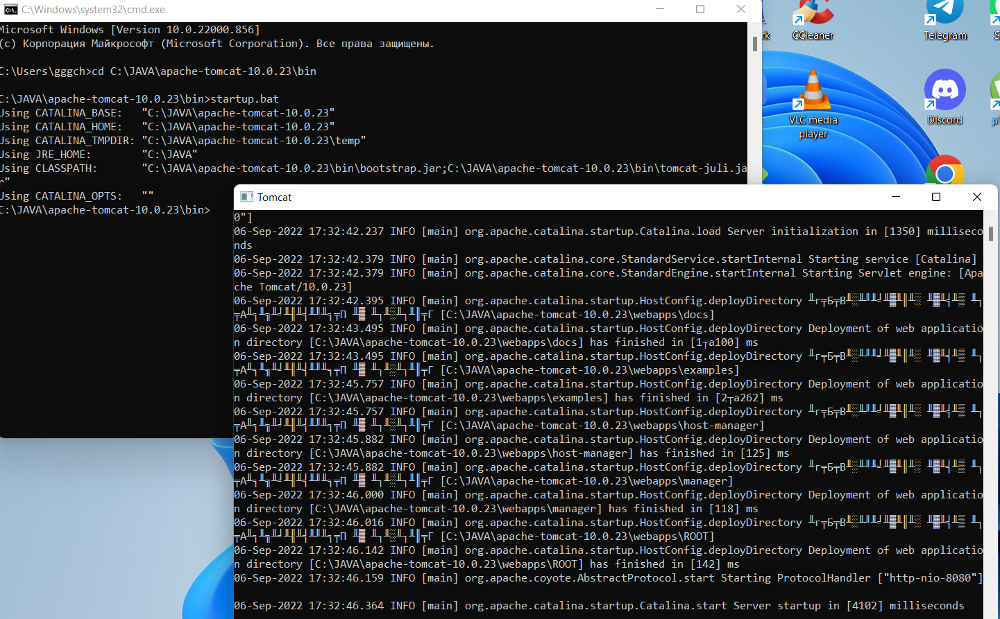 C:\Windows\system32\cmd.exe
Microsoft Windows [Version 10.0.22000.856]
(c) Корпорация Майкрософт (Microsoft Corporation). Все права защищены.
C:\Users\gggch>cd C:\JAVA\apache-tomcat-10.0.23\bin
C:\JAVA\apache-tomcat-10.0.23\bin>startup.bat
Using CATALINA_BASE:   "C:\JAVA\apache-tomcat-10.0.23"
Using CATALINA_HOME:   "C:\JAVA\apache-tomcat-10.0.23"
Using CATALINA_TMPDIR: "C:\JAVA\apache-tomcat-10.0.23\temp"
Using JRE_HOME:        "C:\JAVA"
Using CLASSPATH:       "C:\JAVA\apache-tomcat-10.0.23\bin\bootstrap.jar;C:\JAVA\apache-tomcat-10.0.23\bin\tomcat-juli.ja
r"
Using CATALINA_OPTS:   ""
C:\JAVA\apache-tomcat-10.0.23\bin>
CCleaner
Telegram
VLC media
player
Discord
Tomcat
0"]
06-Sep-2022 17:32:42.237 INFO [main] org.apache.catalina.startup.Catalina.load Server initialization in [1350] milliseco
nds
06-Sep-2022 17:32:42.379 INFO [main] org.apache.catalina.core.StandardService.startInternal Starting service [Catalina]
06-Sep-2022 17:32:42.379 INFO [main] org.apache.catalina.core.StandardEngine.startInternal Starting Servlet engine: [Apa
che Tomcat/10.0.23]
06-Sep-2022 17:32:42.395 INFO [main] org.apache.catalina.startup.HostConfig.deployDirectory
[C:\JAVA\apache-tomcat-10.0.23\webapps\docs]
06-Sep-2022 17:32:43.495 INFO [main] org.apache.catalina.startup.HostConfig.deployDirectory Deployment of web applicatio
n directory [C:\JAVA\apache-tomcat-10.0.23\webapps\docs] has finished in [1┬а100] ms
06-Sep-2022 17:32:43.495 INFO [main] org.apache.catalina.startup.HostConfig.deployDirectory
[C:\JAVA\apache-tomcat-10.0.23\webapps\examples]
06-Sep-2022 17:32:45.757 INFO [main] org.apache.catalina.startup.HostConfig.deployDirectory Deployment of web applicatio
n directory [C:\JAVA\apache-tomcat-10.0.23\webapps\examples] has finished in [2┬а262] ms
06-Sep-2022 17:32:45.757 INFO [main] org.apache.catalina.startup.HostConfig.deployDirectory
[C:\JAVA\apache-tomcat-10.0.23\webapps\host-manager]
06-Sep-2022 17:32:45.882 INFO [main] org.apache.catalina.startup.HostConfig.deployDirectory Deployment of web applicatio
n directory [C:\JAVA\apache-tomcat-10.0.23\webapps\host-manager] has finished in [125] ms
06-Sep-2022 17:32:45.882 INFO [main] org.apache.catalina.startup.HostConfig.deployDirectory
[C:\JAVA\apache-tomcat-10.0.23\webapps\manager]
06-Sep-2022 17:32:46.000 INFO [main] org.apache.catalina.startup.HostConfig.deployDirectory Deployment of web applicatio
n directory [C:\JAVA\apache-tomcat-10.0.23\webapps\manager] has finished in [118] ms
06-Sep-2022 17:32:46.016 INFO [main] org.apache.catalina.startup.HostConfig.deployDirectory
[C:\JAVA\apache-tomcat-10.0.23\webapps\ROOT]
06-Sep-2022 17:32:46.142 INFO [main] org.apache.catalina.startup.HostConfig.deployDirectory Deployment of web applicatio
n directory [C:\JAVA\apache-tomcat-10.0.23\webapps\ROOT] has finished in [142] ms
06-Sep-2022 17:32:46.159 INFO [main] org.apache.coyote.AbstractProtocol.start Starting ProtocolHandler ["http-nio-8080"]
06-Sep-2022 17:32:46.364 INFO [main] org.apache.catalina.startup.Catalina.start Server startup in [4102] milliseconds